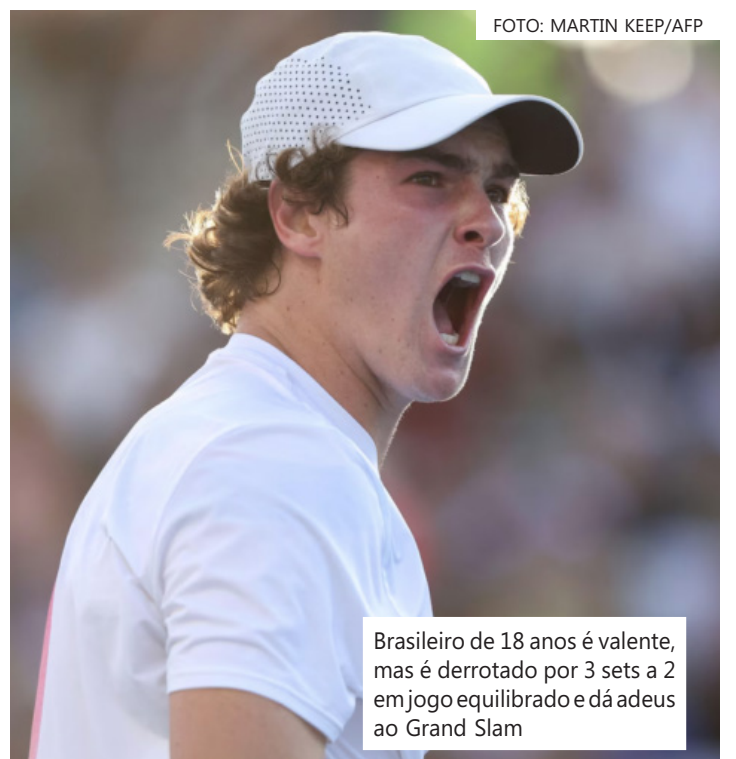 FOTO: MARTIN KEEP/AFP
Brasileiro de 18 anos é valente,
mas é derrotado por 3 sets a 2
em jogo equilibrado e dá adeus
ao Grand Slam